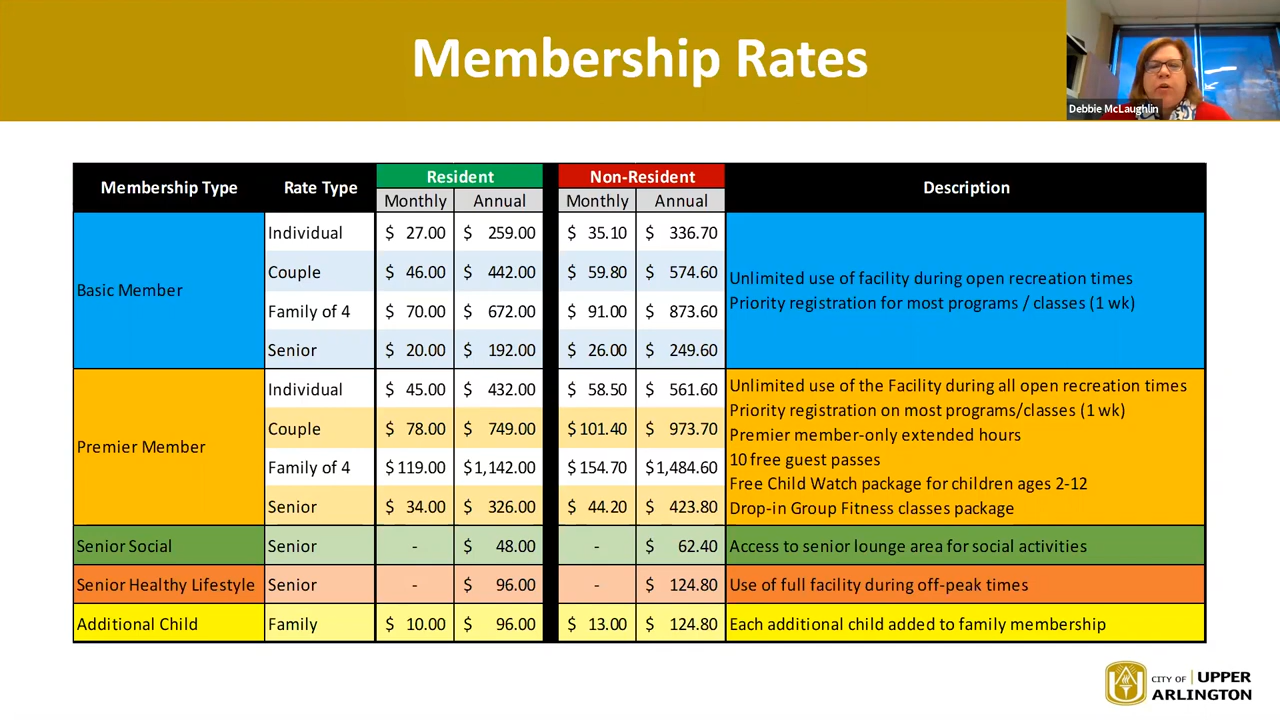 Membership Rates
Debbie McLaughlin
Membership Type Rate Type Resident Non-Resident Description
Monthly Annual Monthly Annual
Basic Member
Individual $ 27.00 $ 259.00 $ 35.10 $ 336.70
Couple $ 46.00 $ 442.00 $ 59.80 $ 574.60
Family of 4 $ 70.00 $ 672.00 $ 91.00 $ 873.60
Senior $ 20.00 $ 192.00 $ 26.00 $ 249.60
Unlimited use of facility during open recreation times
Priority registration for most programs / classes (1 wk)
Premier Member
Individual $ 45.00 $ 432.00 $ 58.50 $ 561.60
Couple $ 78.00 $ 749.00 $ 101.40 $ 973.70
Family of 4 $ 119.00 $ 1,142.00 $ 154.70 $ 1,484.60
Senior $ 34.00 $ 326.00 $ 44.20 $ 423.80
Unlimited use of the Facility during all open recreation times
Priority registration on most programs/classes (1 wk)
Premier member-only extended hours
10 free guest passes
Free Child Watch package for children ages 2-12
Drop-in Group Fitness classes package
Senior Social Senior - $ 48.00 - $ 62.40 Access to senior lounge area for social activities
Senior Healthy Lifestyle Senior - $ 96.00 - $ 124.80 Use of full facility during off-peak times
Additional Child Family $ 10.00 $ 96.00 $ 13.00 $ 124.80 Each additional child added to family membership
CITY OF UPPER
ARLINGTON